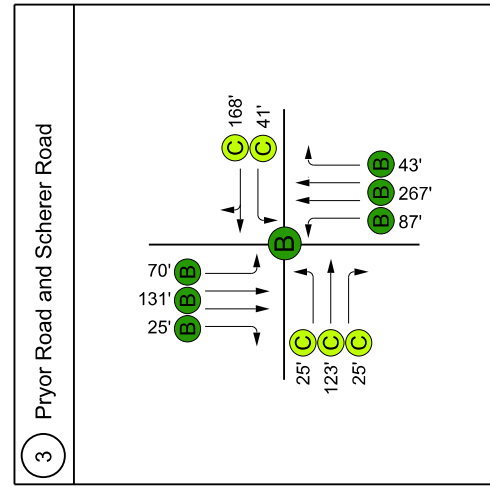 3 Pryor Road and Scherer Road
C 168'
C 41'
70' B
131' B
25' B
B 43'
B 267'
B 87'
B
C 25'
C 123'
C 25'